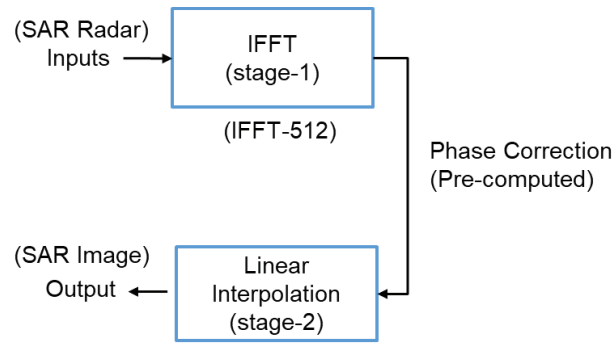 (SAR Radar)
Inputs
IFFT
(stage-1)
(IFFT-512)
Phase Correction
(Pre-computed)
(SAR Image)
Output
Linear
Interpolation
(stage-2)